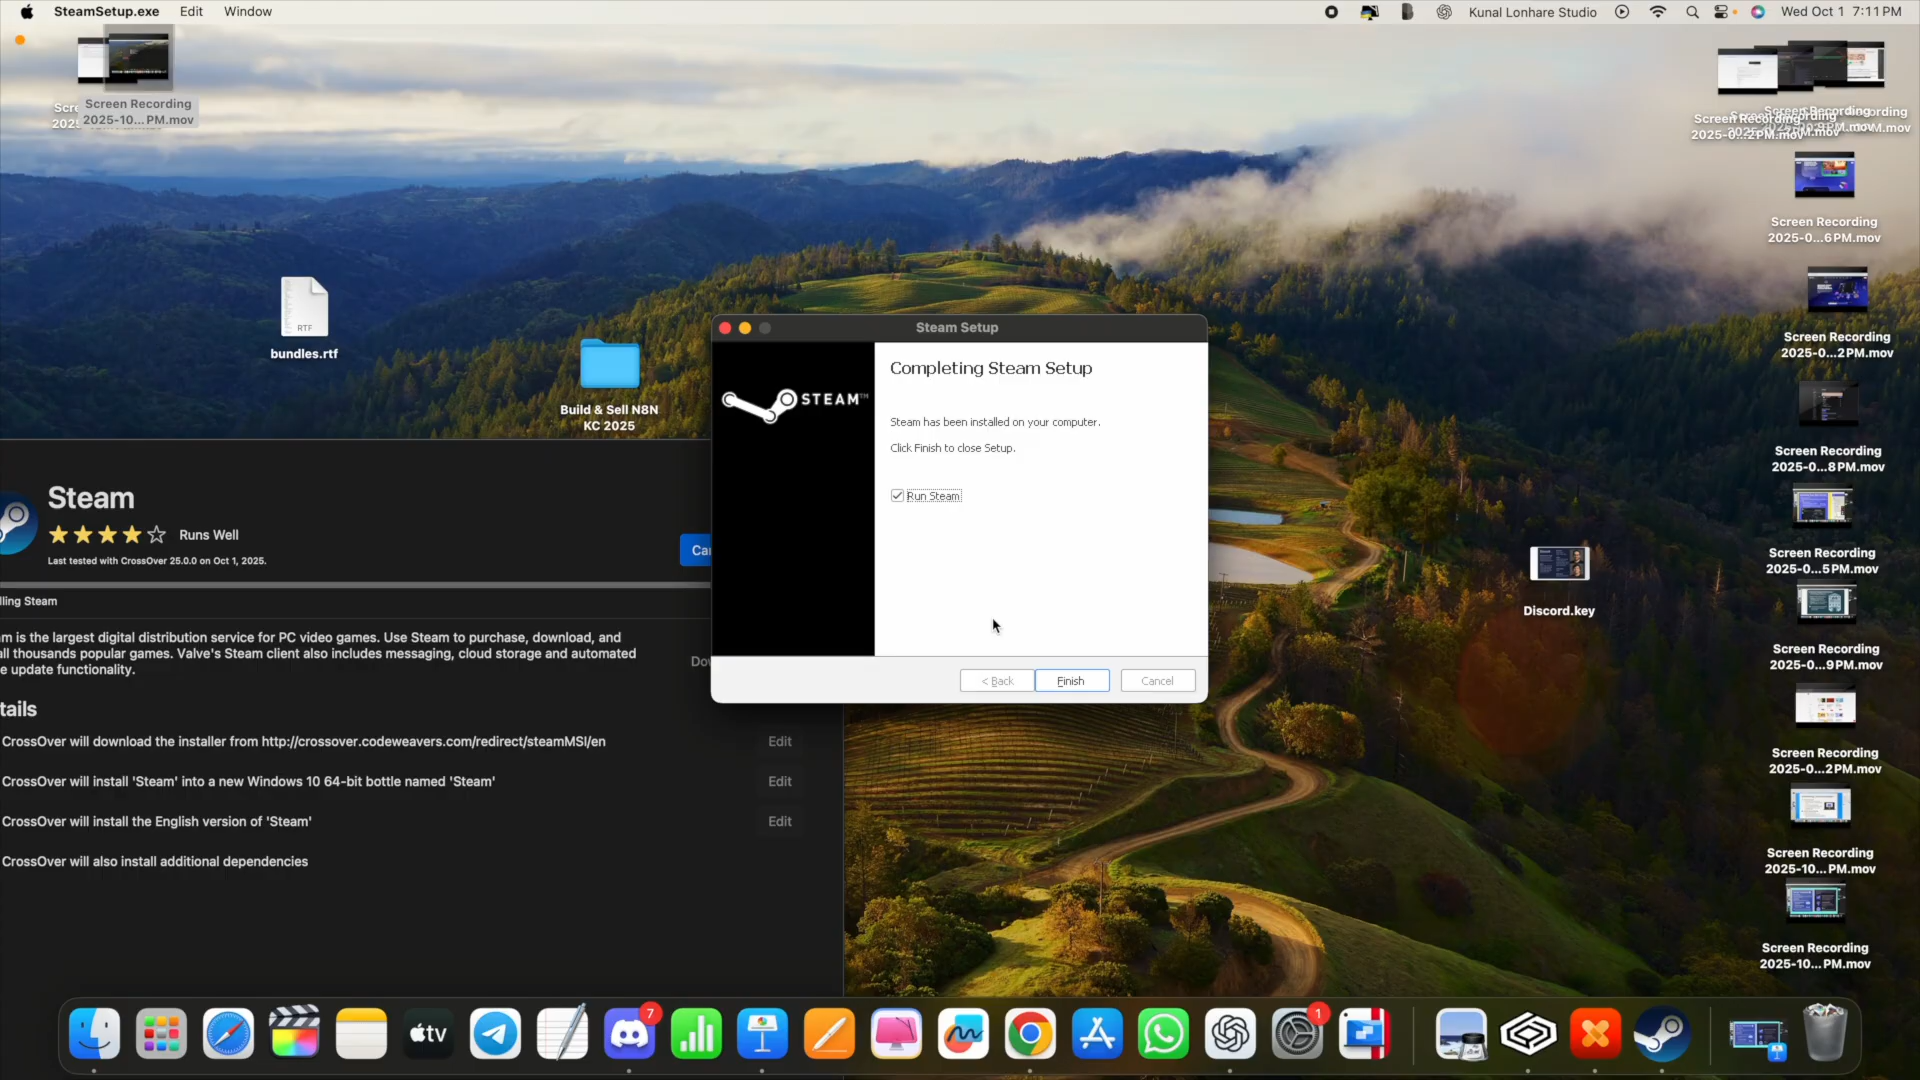 SteamSetup.exe Edit Window
Kunal Lonhare Studio Wed Oct 1 7:11 PM
Screen Recording
2025-10... PM.mov
Screen Recording
2025-0...6PM.mov
Screen Recording
2025-0...2PM.mov
Screen Recording
2025-0...8PM.mov
Screen Recording
2025-0...5PM.mov
Screen Recording
2025-0...9PM.mov
Screen Recording
2025-0...2PM.mov
Screen Recording
2025-10... PM.mov
Screen Recording
2025-10... PM.mov
RTF
bundles.rtf
Build & Sell N8N
KC 2025
Discord.key
Steam Setup
STEAM™
Completing Steam Setup
Steam has been installed on your computer.
Click Finish to close Setup.
Run Steam
< Back Finish Cancel
Steam
Runs Well
Last tested with CrossOver 25.0.0 on Oct 1, 2025.
Can
lling Steam
m is the largest digital distribution service for PC video games. Use Steam to purchase, download, and
all thousands popular games. Valve's Steam client also includes messaging, cloud storage and automated
e update functionality.
Dov
tails
CrossOver will download the installer from http://crossover.codeweavers.com/redirect/steamMSI/en Edit
CrossOver will install 'Steam' into a new Windows 10 64-bit bottle named 'Steam' Edit
CrossOver will install the English version of 'Steam' Edit
CrossOver will also install additional dependencies
tv
7
1